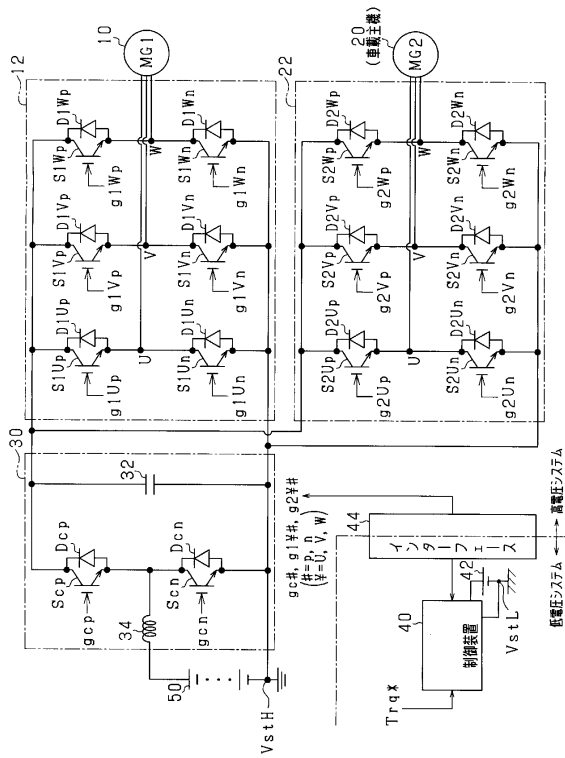 12
10
MG1
S1Up
D1Up
g1Up
S1Vp
D1Vp
g1Vp
S1Wp
D1Wp
g1Wp
U
V
W
S1Un
D1Un
g1Un
S1Vn
D1Vn
g1Vn
S1Wn
D1Wn
g1Wn
30
Scp
Dcp
gcp
32
34
Scn
Dcn
gcn
50
VstH
22
20
(車載主機)
MG2
S2Up
D2Up
g2Up
S2Vp
D2Vp
g2Vp
S2Wp
D2Wp
g2Wp
U
V
W
S2Un
D2Un
g2Un
S2Vn
D2Vn
g2Vn
S2Wn
D2Wn
g2Wn
gc#, g1¥#, g2¥#
(#=p, n
¥=U, V, W)
44
インターフェース
40
制御装置
42
Trq*
VstL
低電圧システム
高電圧システム